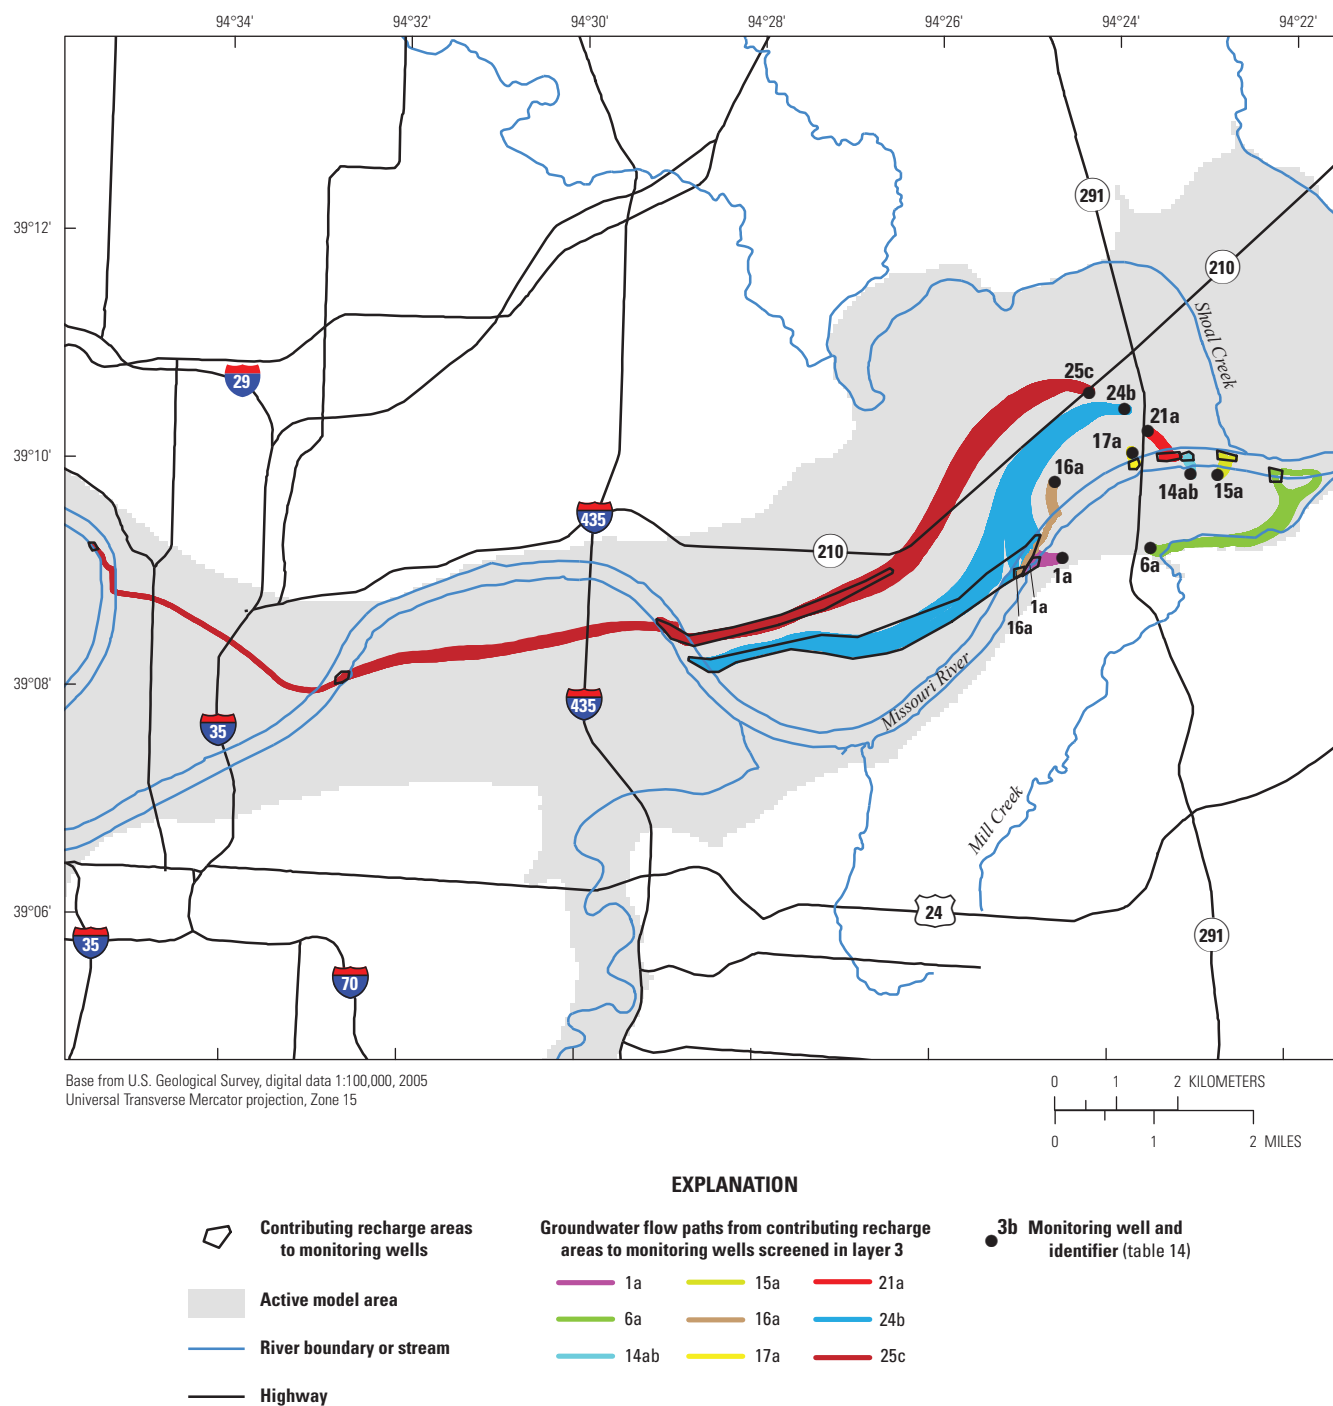 94°34' 94°32' 94°30' 94°28' 94°26' 94°24' 94°22'
39°12'
39°10'
39°08'
39°06'
291
210
Shoal Creek
29
25c
24b
21a
17a
16a
14ab
15a
435
210
6a
1a
1a
16a
Missouri River
435
35
Mill Creek
24
35
291
70
Base from U.S. Geological Survey, digital data 1:100,000, 2005
Universal Transverse Mercator projection, Zone 15
0 1 2 KILOMETERS
0 1 2 MILES
EXPLANATION
Contributing recharge areas
to monitoring wells
Active model area
River boundary or stream
Highway
Groundwater flow paths from contributing recharge
areas to monitoring wells screened in layer 3
1a 15a 21a
6a 16a 24b
14ab 17a 25c
3b Monitoring well and
identifier (table 14)